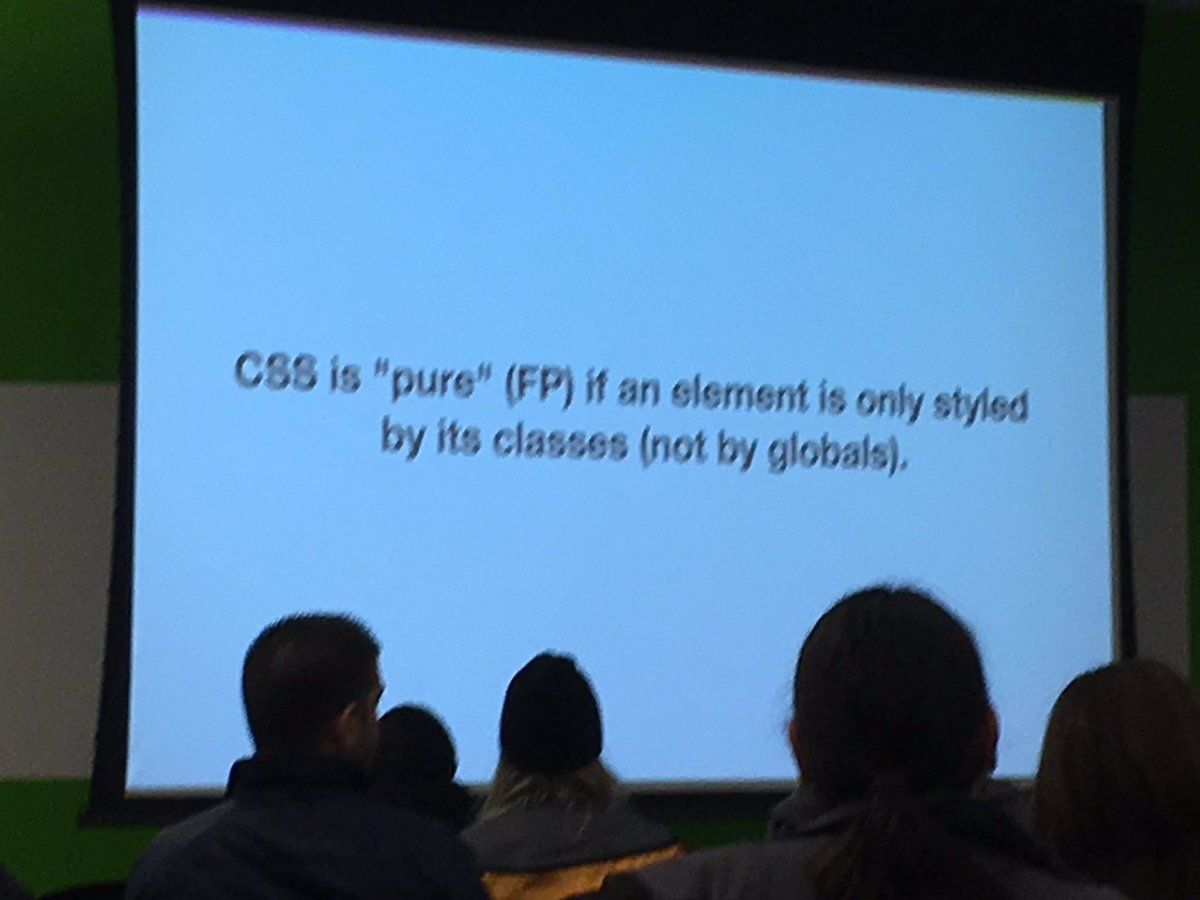 CSS is "pure" (FP) if an element is only styled
by its classes (not by globals).